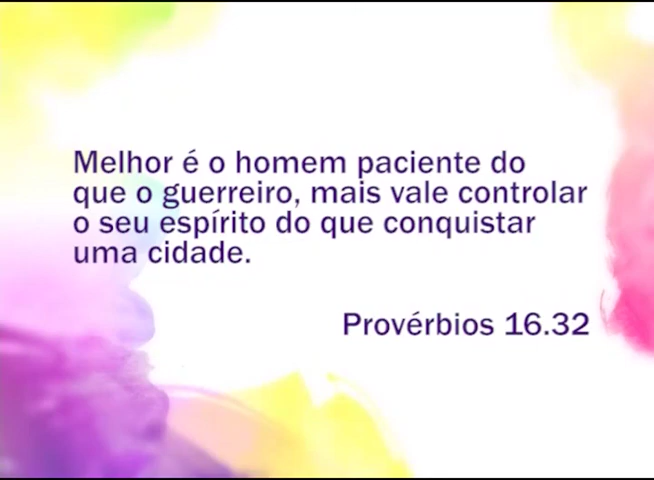 Melhor é o homem paciente do
que o guerreiro, mais vale controlar
o seu espírito do que conquistar
uma cidade.
Provérbios 16.32